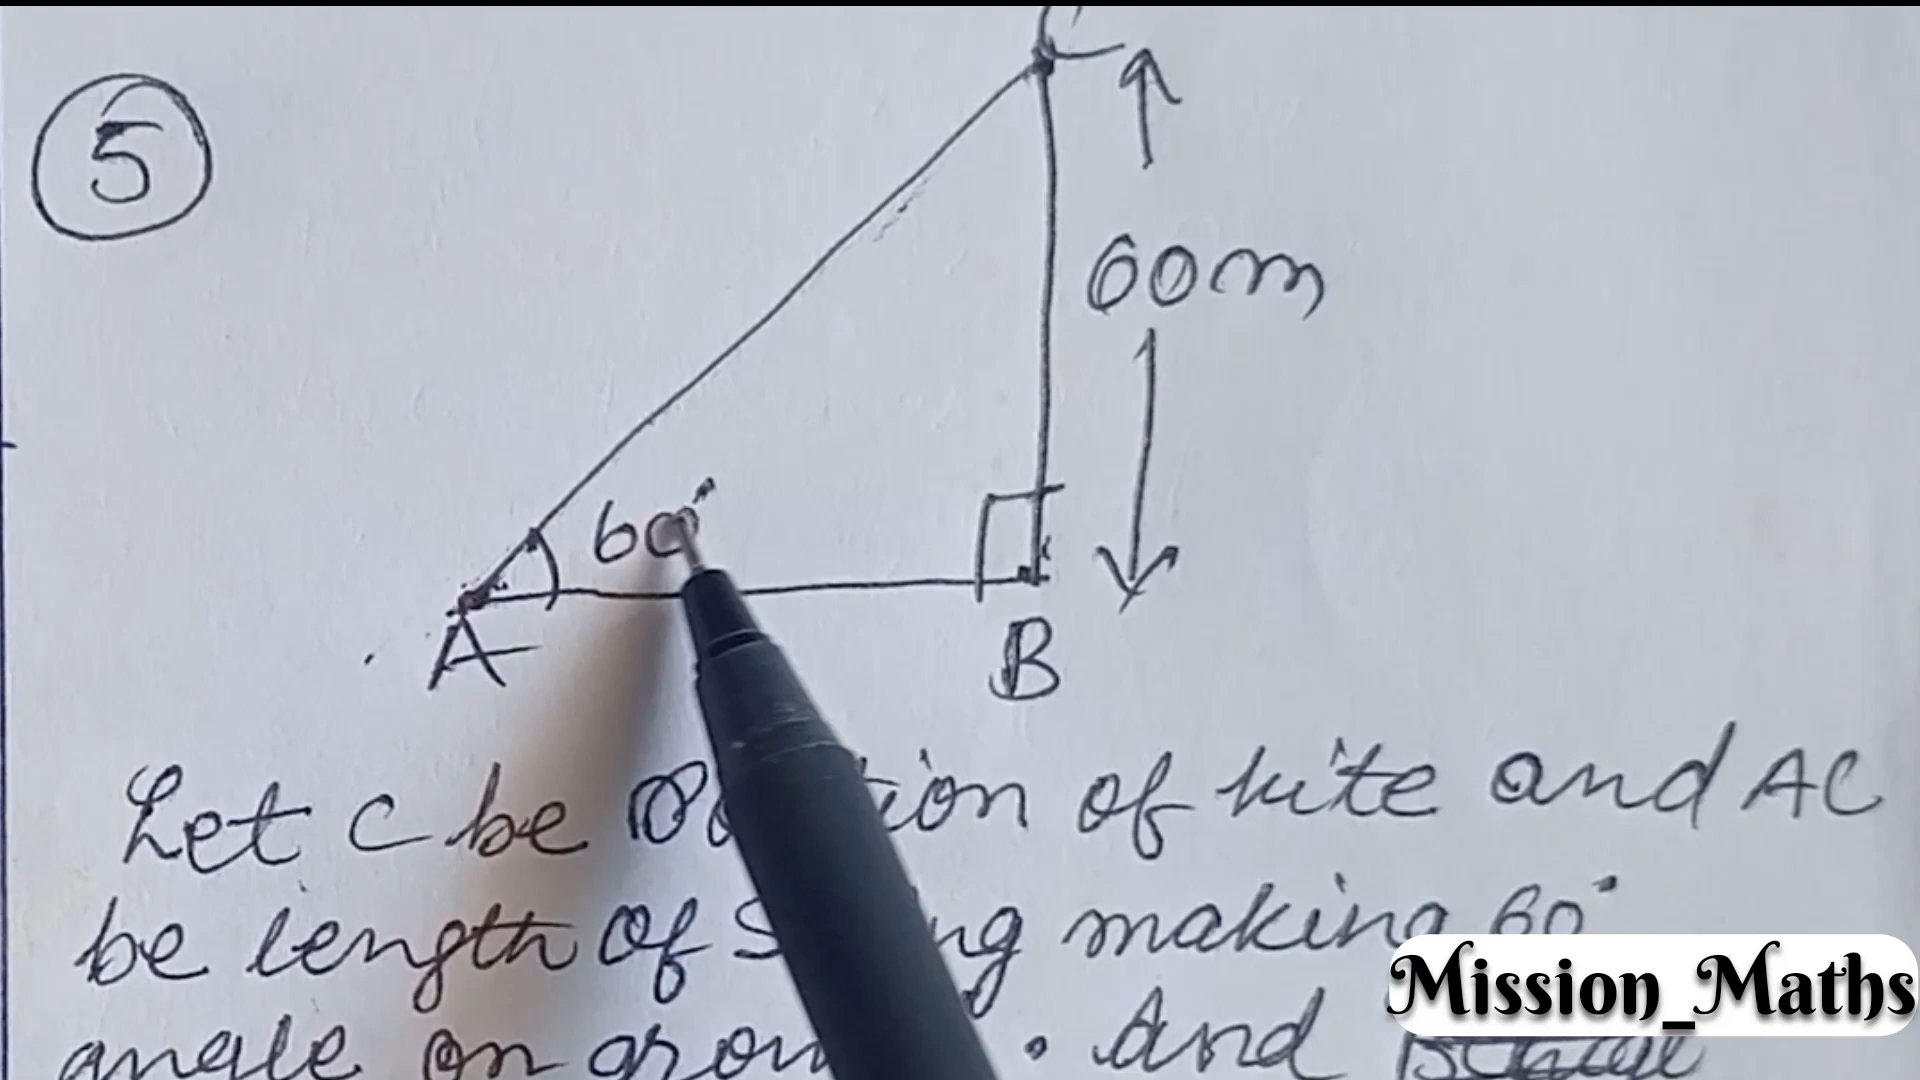 5
C
60m
60°
A
B
Let C be of kite and AC
be length of making 60°
angle on . And
Mission_Maths